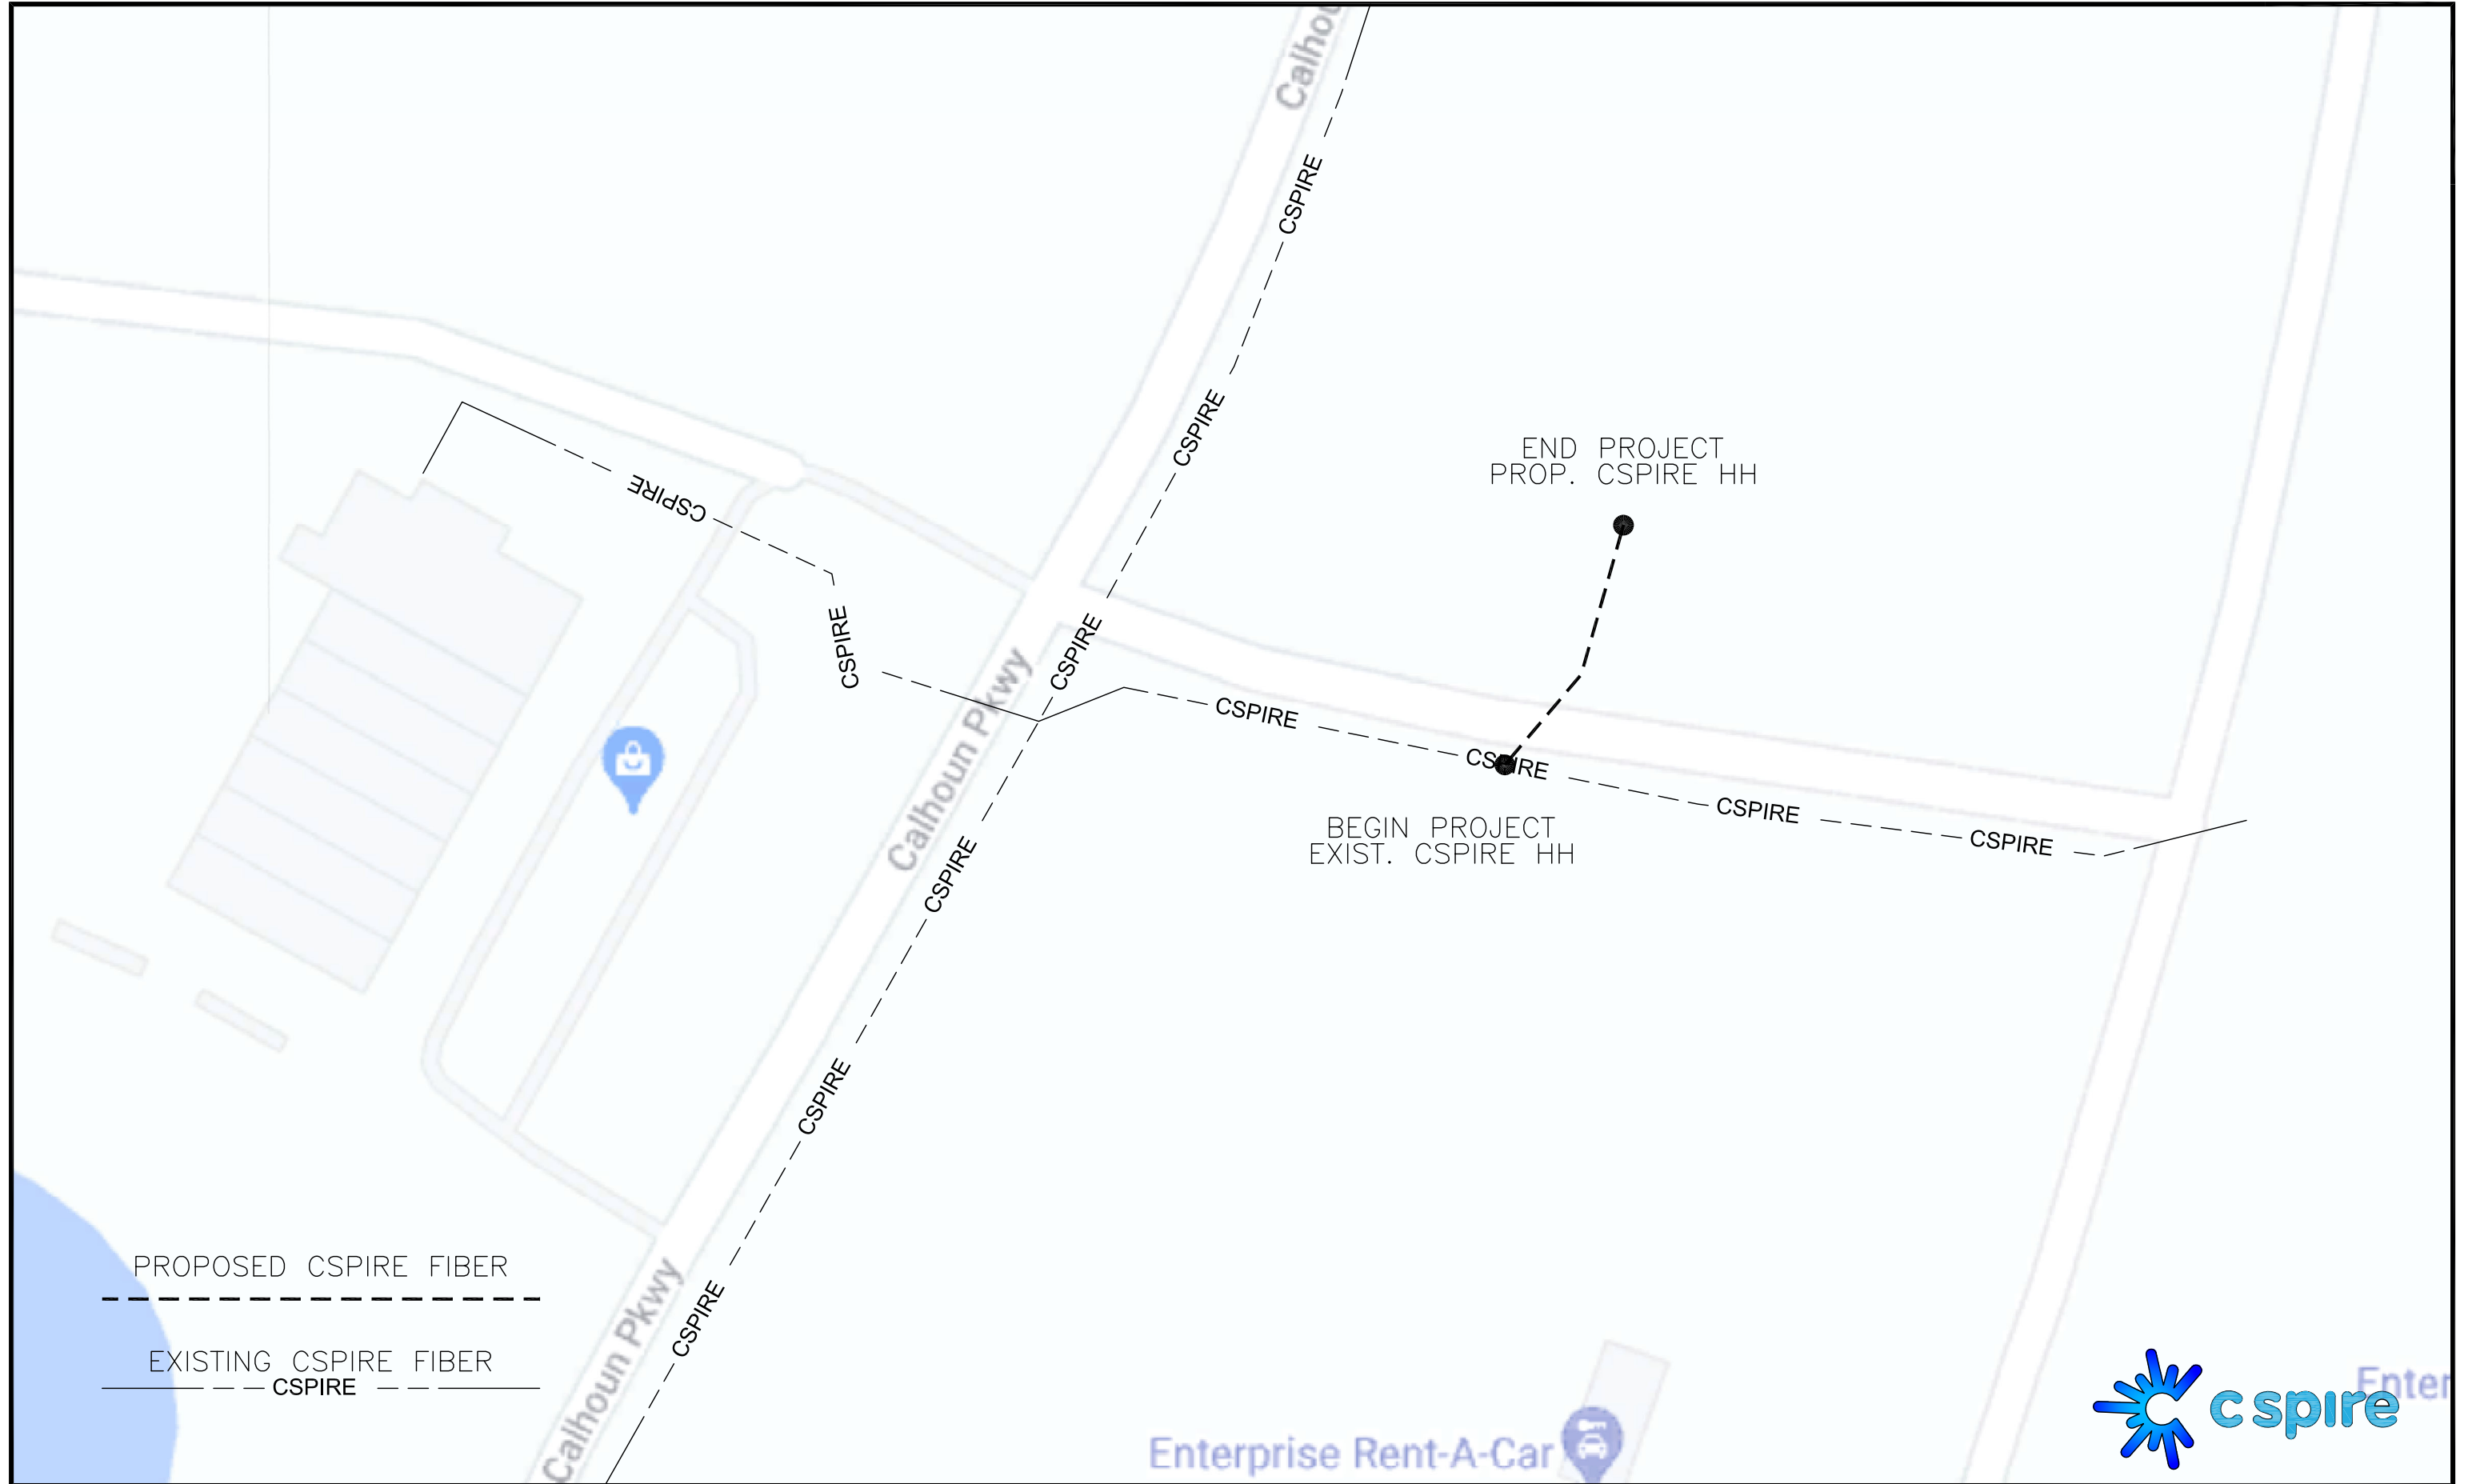 Calhou
CSPIRE
CSPIRE
END PROJECT
PROP. CSPIRE HH
CSPIRE
CSPIRE
CSPIRE
Calhoun Pkwy
CSPIRE
CSPIRE
CSPIRE
CSPIRE
BEGIN PROJECT
EXIST. CSPIRE HH
CSPIRE
CSPIRE
PROPOSED CSPIRE FIBER
EXISTING CSPIRE FIBER
CSPIRE
CSPIRE
Calhoun Pkwy
Enterprise Rent-A-Car
Enter
cspire